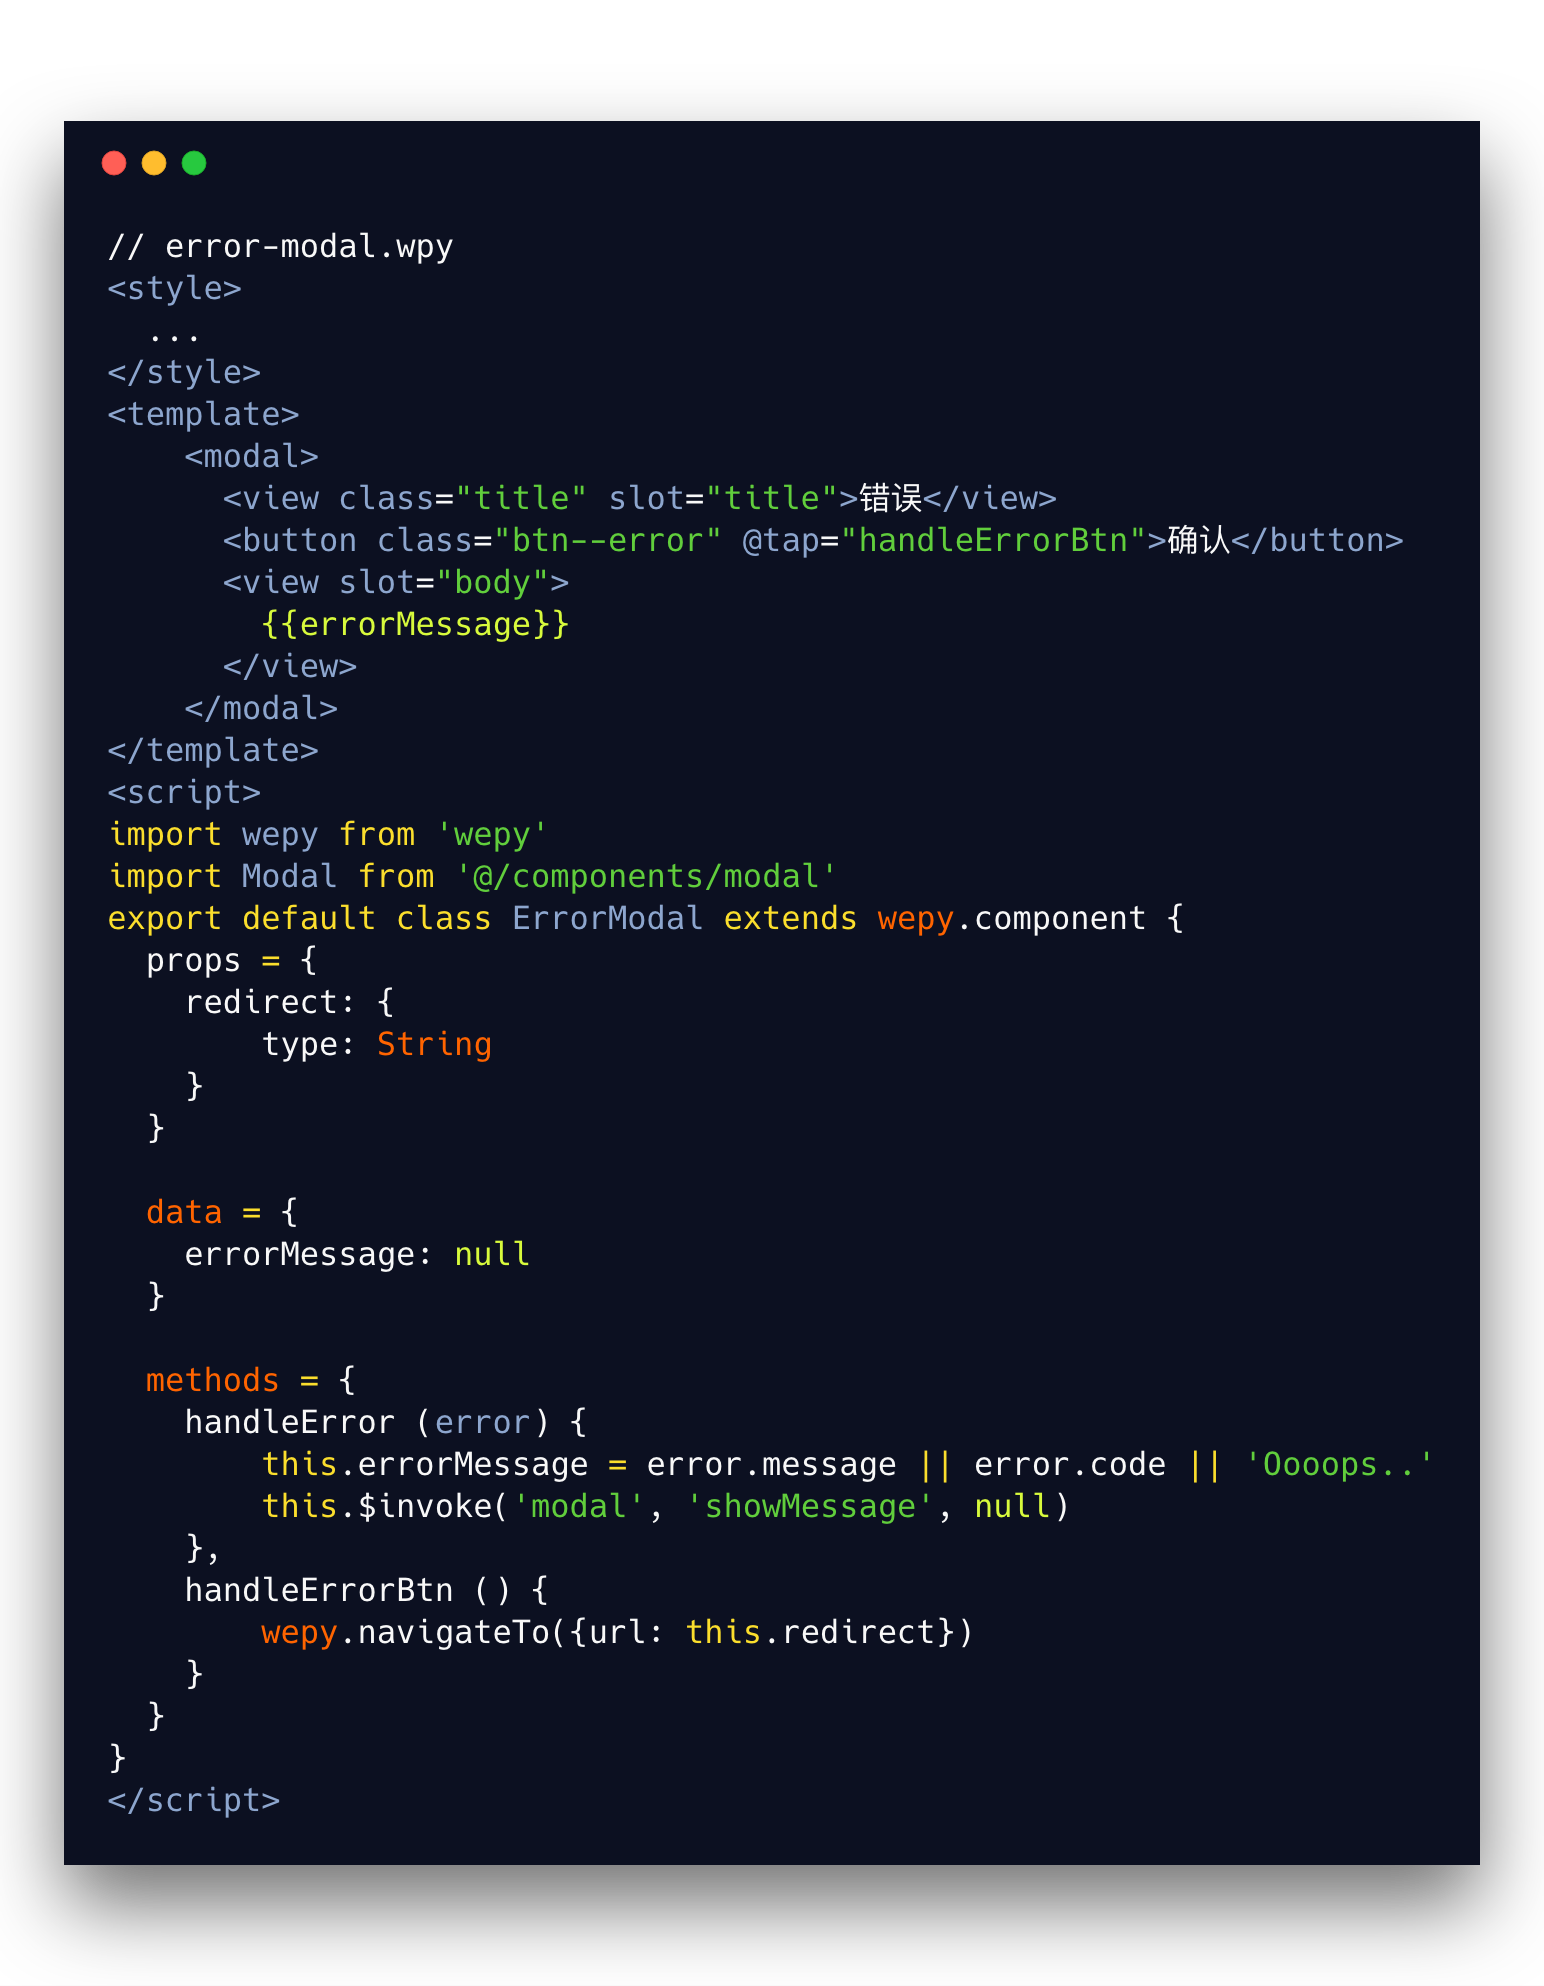 // error-modal.wpy
<style>
  ...
</style>
<template>
    <modal>
      <view class="title" slot="title">错误</view>
      <button class="btn--error" @tap="handleErrorBtn">确认</button>
      <view slot="body">
        {{errorMessage}}
      </view>
    </modal>
</template>
<script>
import wepy from 'wepy'
import Modal from '@/components/modal'
export default class ErrorModal extends wepy.component {
  props = {
    redirect: {
        type: String
    }
  }

  data = {
    errorMessage: null
  }

  methods = {
    handleError (error) {
        this.errorMessage = error.message || error.code || 'Oooops..'
        this.$invoke('modal', 'showMessage', null)
    },
    handleErrorBtn () {
        wepy.navigateTo({url: this.redirect})
    }
  }
}
</script>